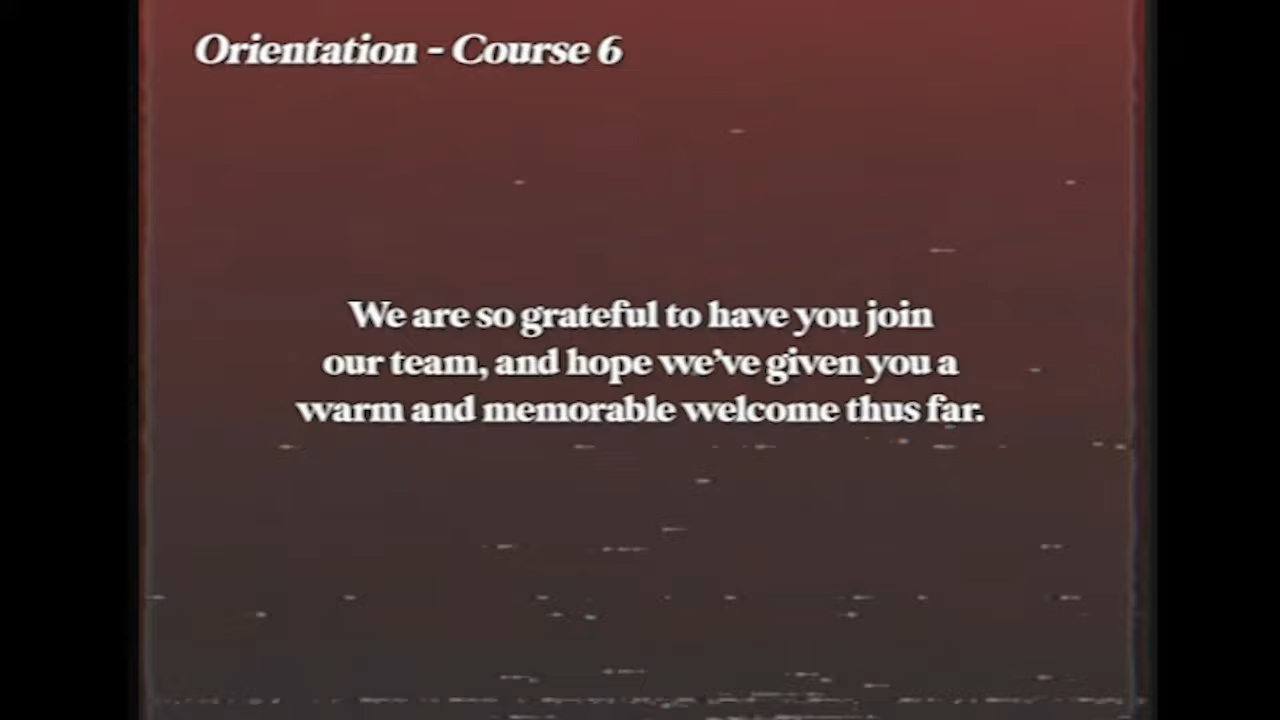 Orientation - Course 6
We are so grateful to have you join
our team, and hope we've given you a
warm and memorable welcome thus far.